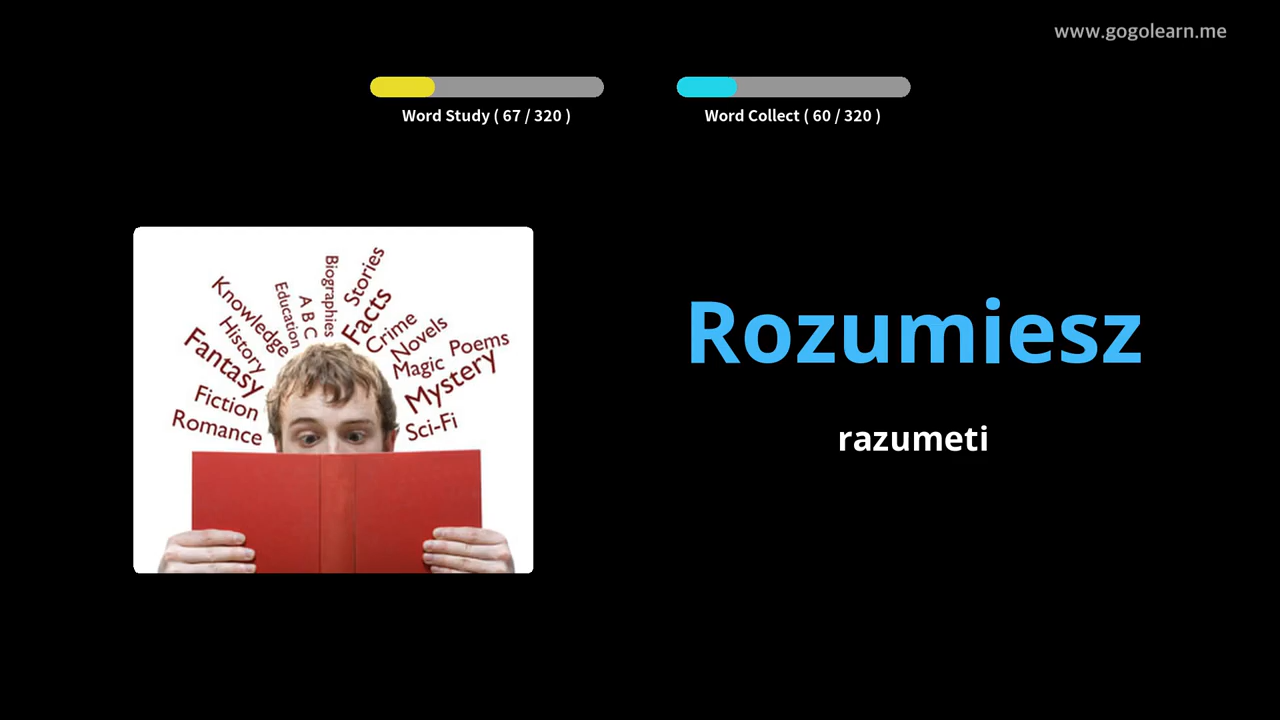 www.gogolearn.me
Word Study ( 67 / 320 )
Word Collect ( 60 / 320 )
Biographies
Stories
Education
A B C
Facts
Knowledge
Crime
History
Novels
Poems
Fantasy
Magic
Mystery
Fiction
Romance
Sci-Fi
Rozumiesz
razumeti